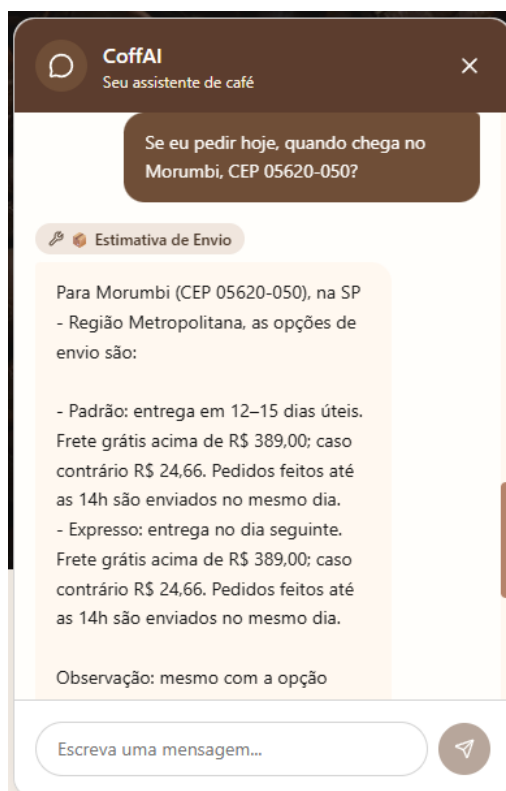 CoffAI
Seu assistente de café
Se eu pedir hoje, quando chega no
Morumbi, CEP 05620-050?
Estimativa de Envio
Para Morumbi (CEP 05620-050), na SP
- Região Metropolitana, as opções de
envio são:
- Padrão: entrega em 12–15 dias úteis.
Frete grátis acima de R$ 389,00; caso
contrário R$ 24,66. Pedidos feitos até
as 14h são enviados no mesmo dia.
- Expresso: entrega no dia seguinte.
Frete grátis acima de R$ 389,00; caso
contrário R$ 24,66. Pedidos feitos até
as 14h são enviados no mesmo dia.
Observação: mesmo com a opção
Escreva uma mensagem...